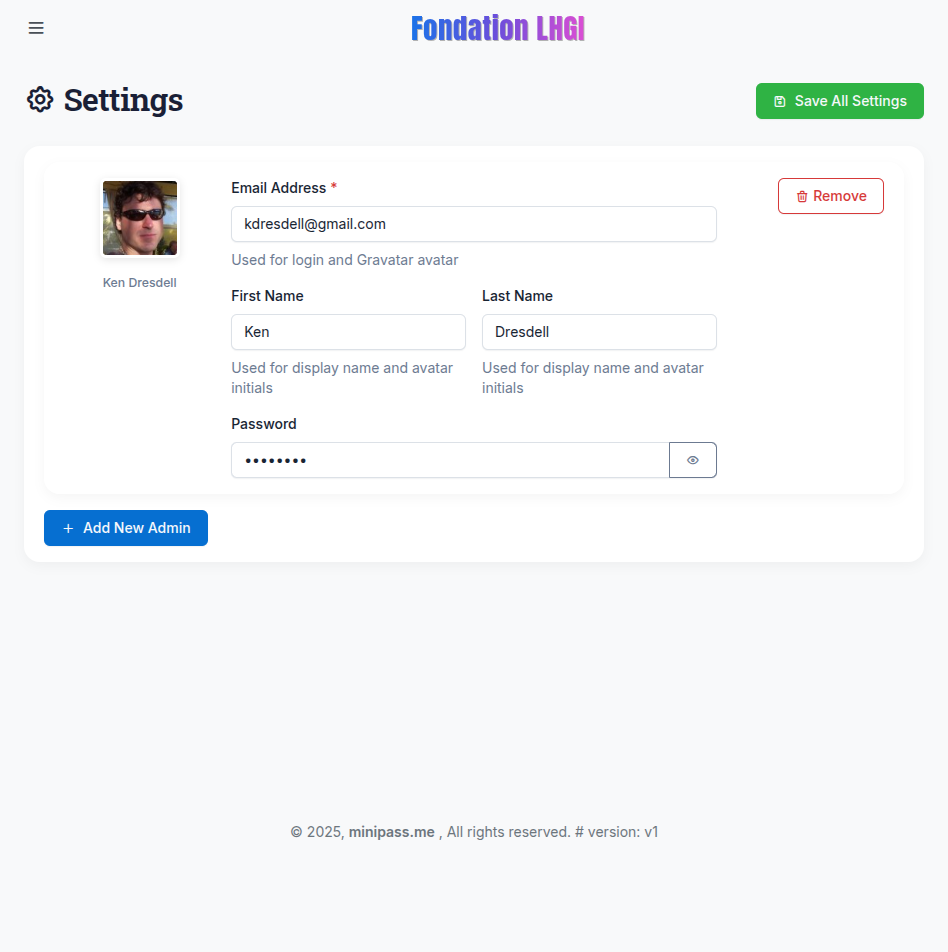 Fondation LHGI
Settings
Save All Settings
Email Address *
Remove
kdresdell@gmail.com
Used for login and Gravatar avatar
Ken Dresdell
First Name
Last Name
Ken
Dresdell
Used for display name and avatar
initials
Used for display name and avatar
initials
Password
••••••••
+ Add New Admin
© 2025, minipass.me , All rights reserved. # version: v1